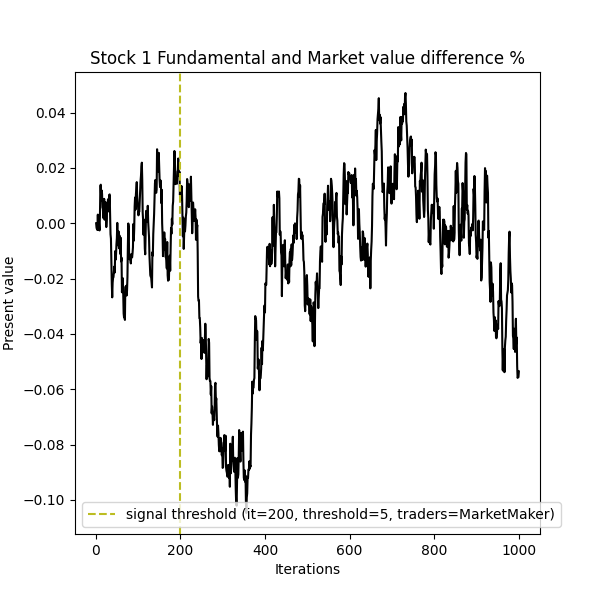 Stock 1 Fundamental and Market value difference %
0.04
0.02
0.00
−0.02
−0.04
−0.06
−0.08
−0.10
Present value
signal threshold (it=200, threshold=5, traders=MarketMaker)
0 200 400 600 800 1000
Iterations